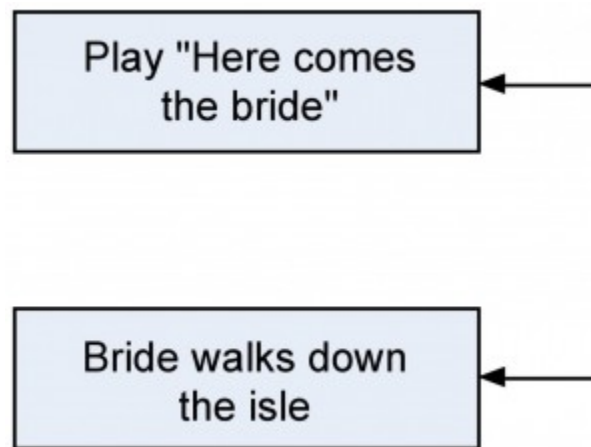 Play "Here comes
the bride"
Bride walks down
the isle